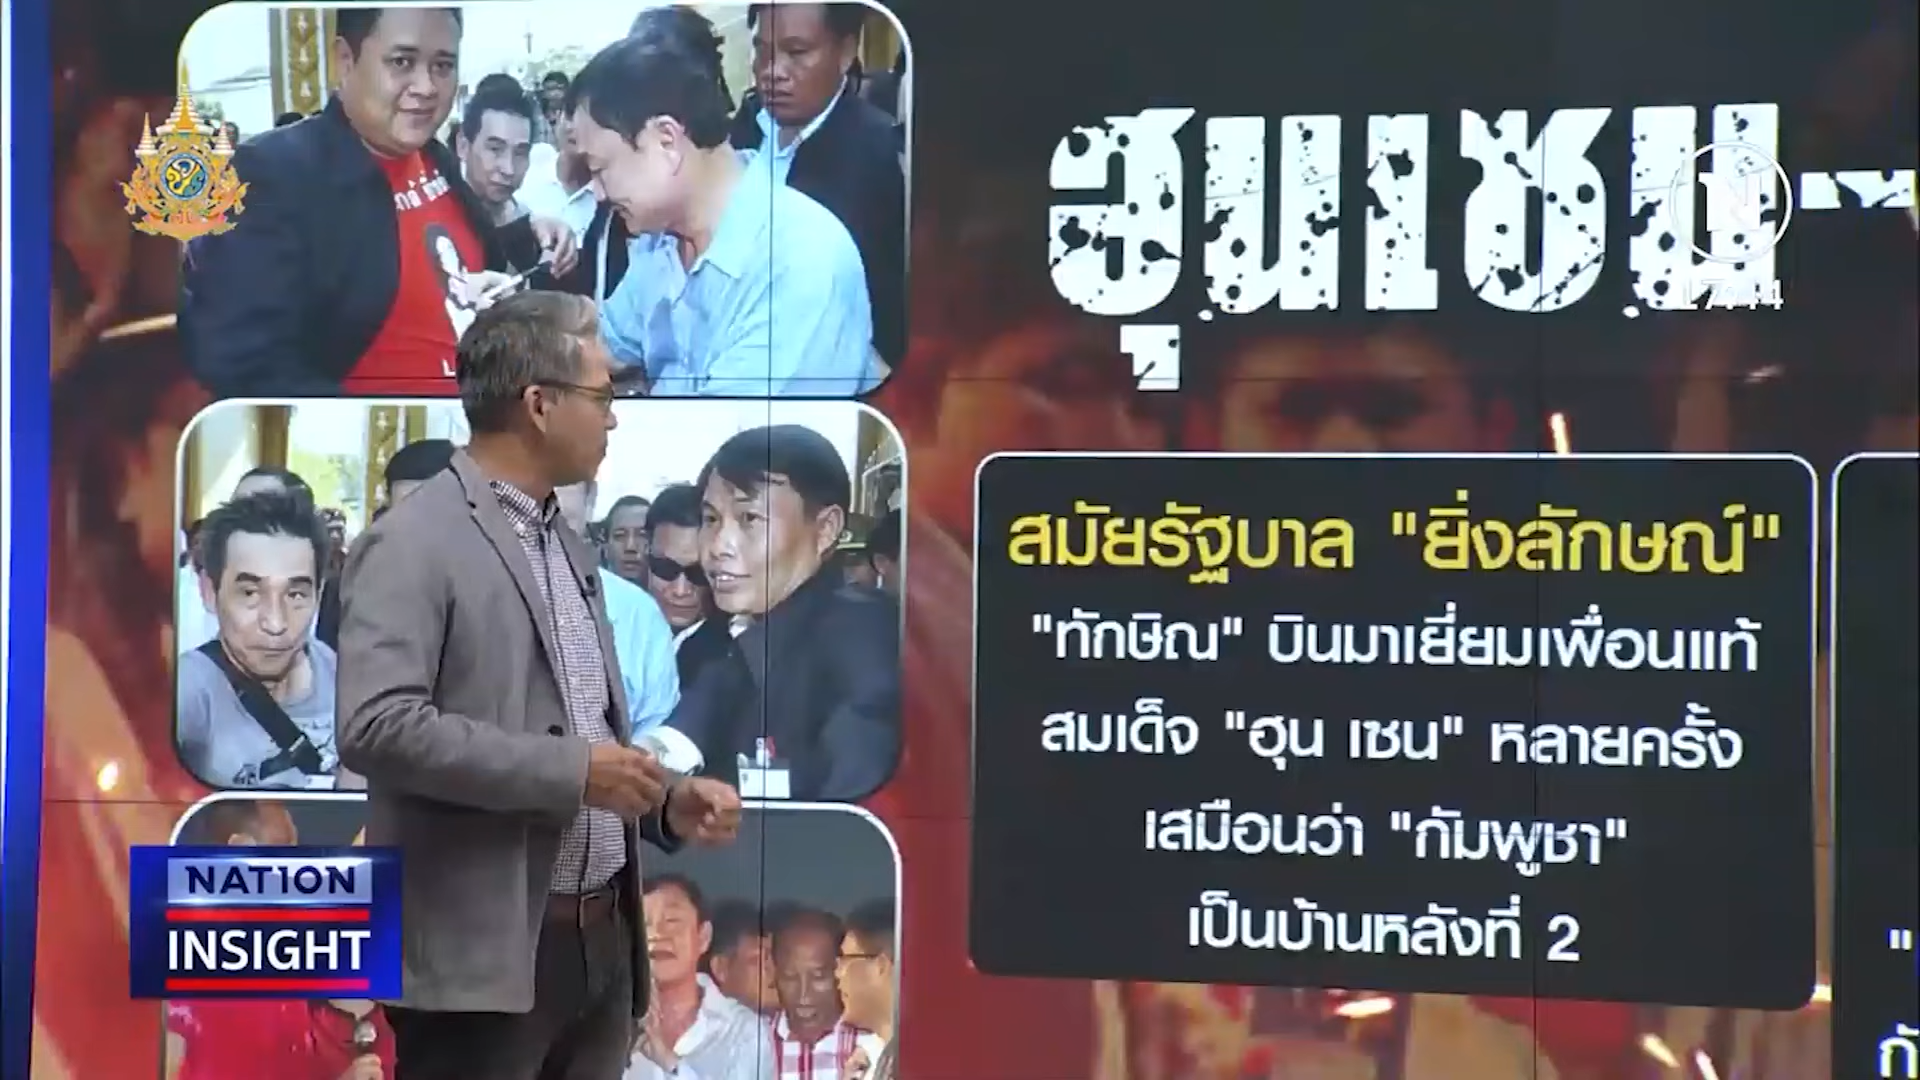 ฮุนเซน-
N
สมัยรัฐบาล "ยิ่งลักษณ์"
"ทักษิณ" บินมาเยี่ยมเพื่อนแท้
สมเด็จ "ฮุน เซน" หลายครั้ง
เสมือนว่า "กัมพูชา"
เป็นบ้านหลังที่ 2
NATION
INSIGHT